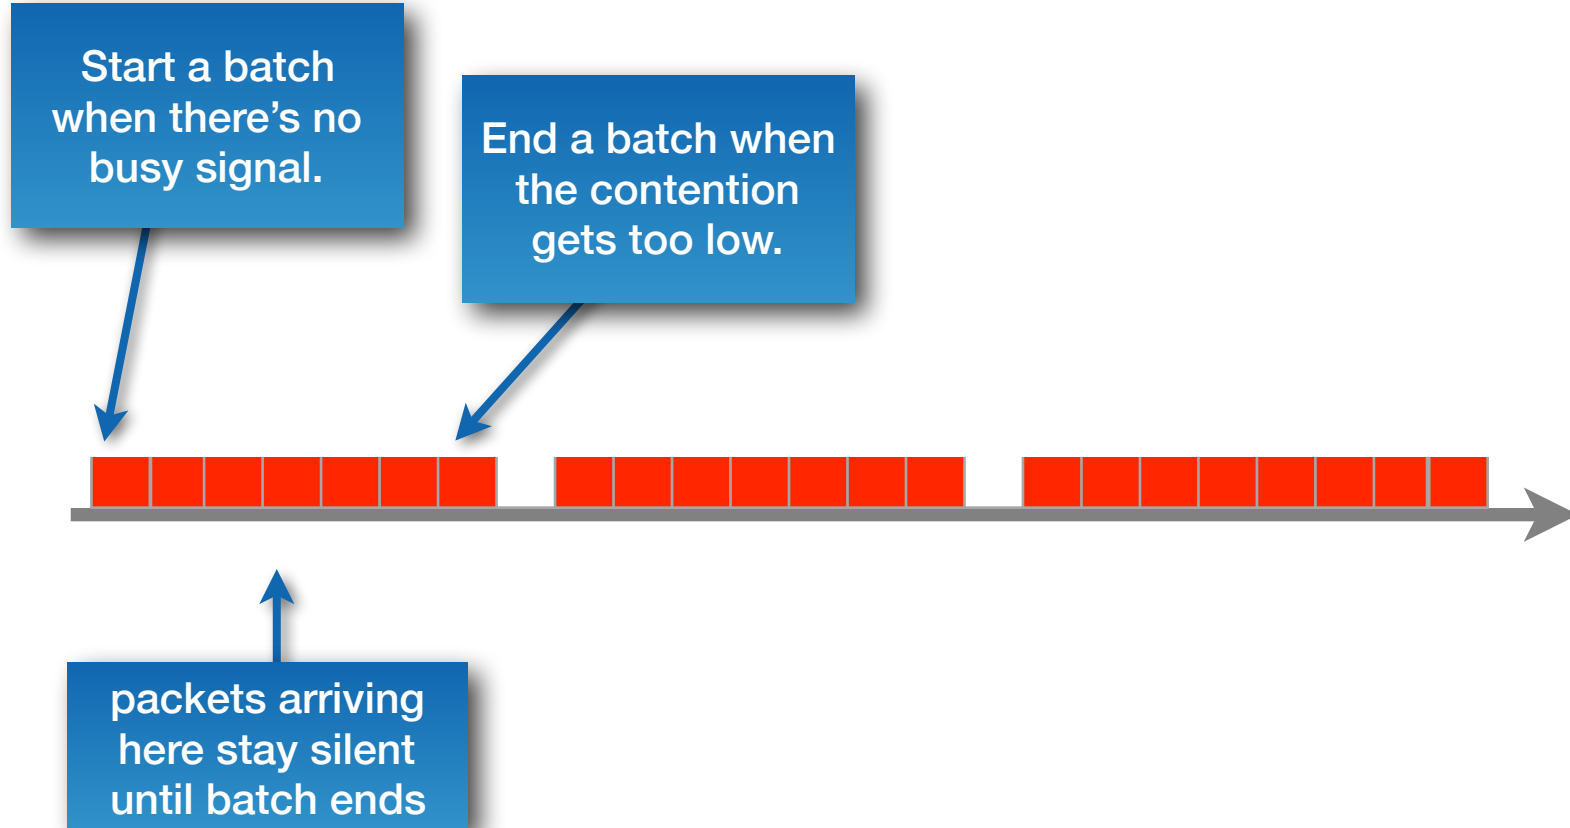 Start a batch
when there's no
busy signal.
End a batch when
the contention
gets too low.
packets arriving
here stay silent
until batch ends